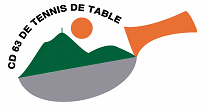 CD 63 DE TENNIS DE TABLE